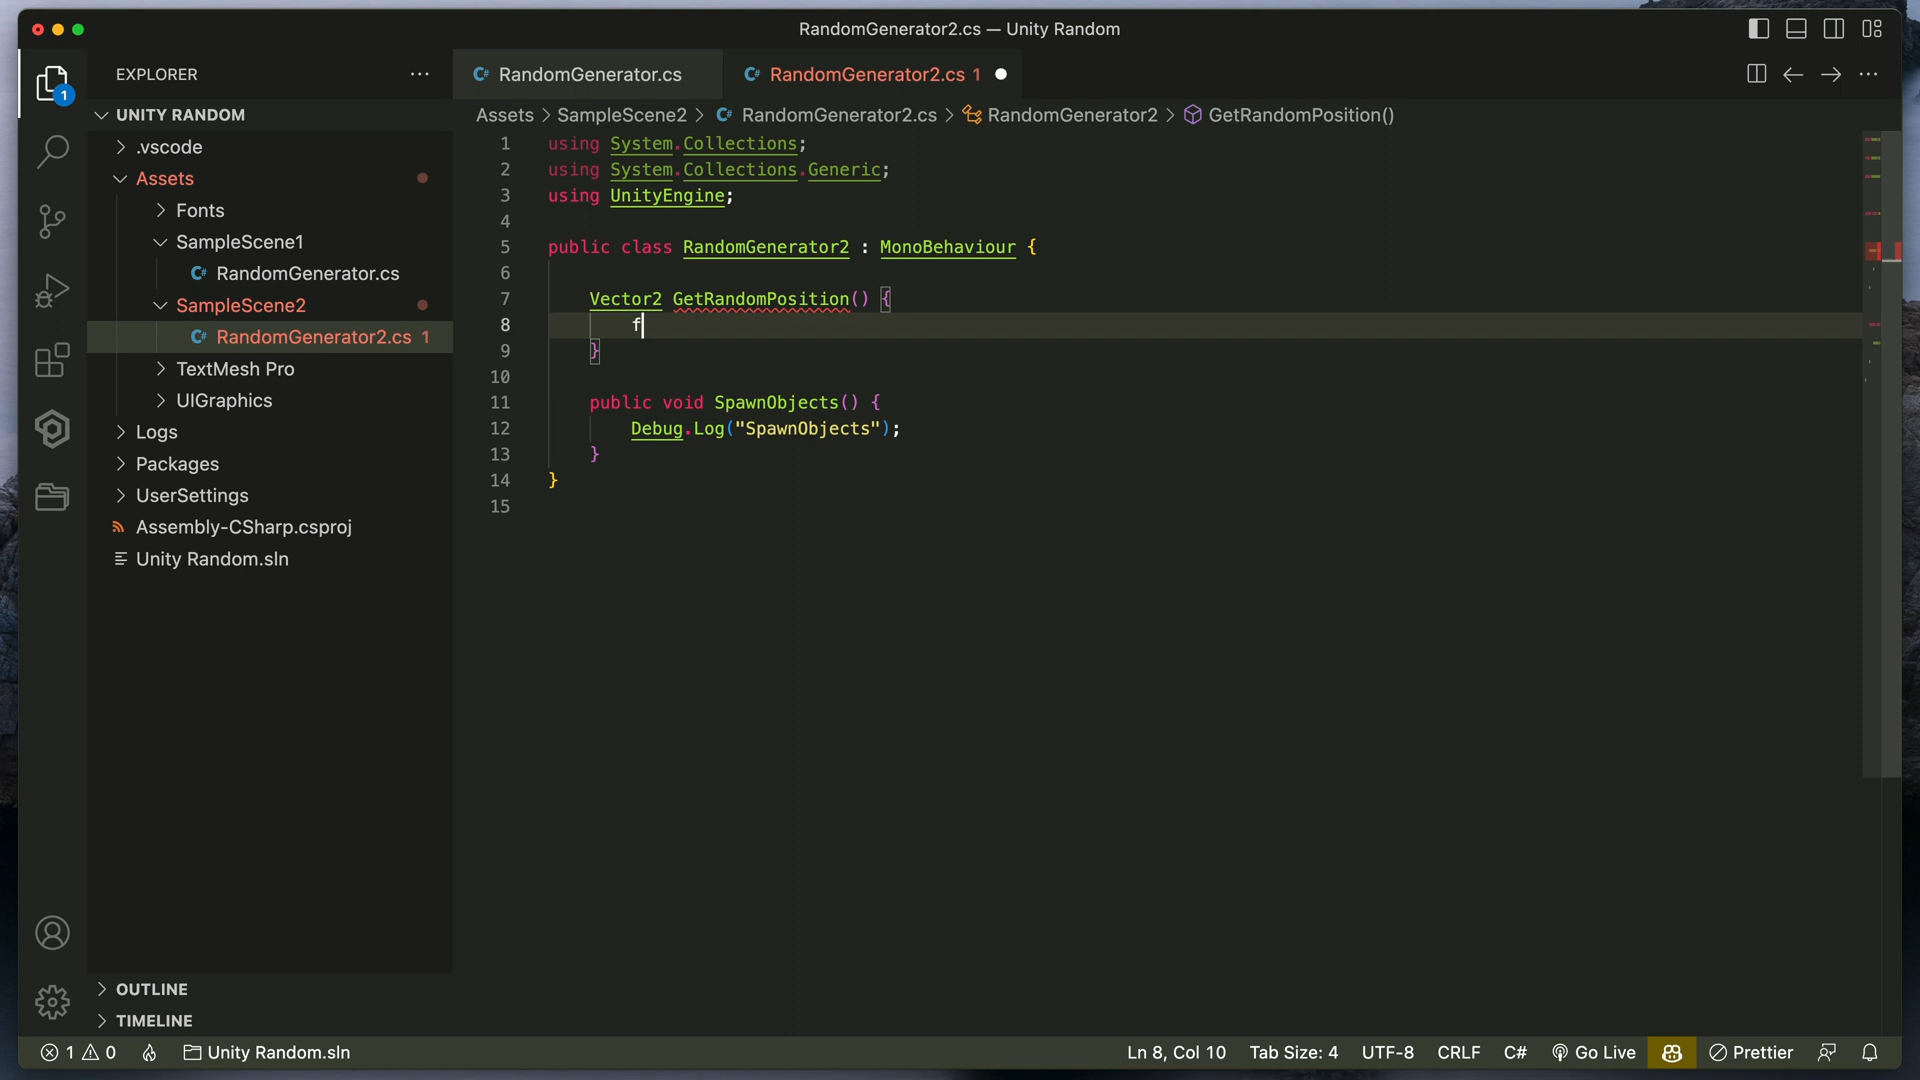 RandomGenerator2.cs — Unity Random
1
EXPLORER
UNITY RANDOM
.vscode
Assets
Fonts
SampleScene1
C# RandomGenerator.cs
SampleScene2
C# RandomGenerator2.cs 1
TextMesh Pro
UIGraphics
Logs
Packages
UserSettings
Assembly-CSharp.csproj
Unity Random.sln
OUTLINE
TIMELINE
C# RandomGenerator.cs
C# RandomGenerator2.cs 1
Assets > SampleScene2 > C# RandomGenerator2.cs > RandomGenerator2 > GetRandomPosition()
1 using System.Collections;
2 using System.Collections.Generic;
3 using UnityEngine;
4
5 public class RandomGenerator2 : MonoBehaviour {
6
7 Vector2 GetRandomPosition() {
8 f
9 }
10
11 public void SpawnObjects() {
12 Debug.Log("SpawnObjects");
13 }
14 }
15
1 0 Unity Random.sln Ln 8, Col 10 Tab Size: 4 UTF-8 CRLF C# Go Live Prettier